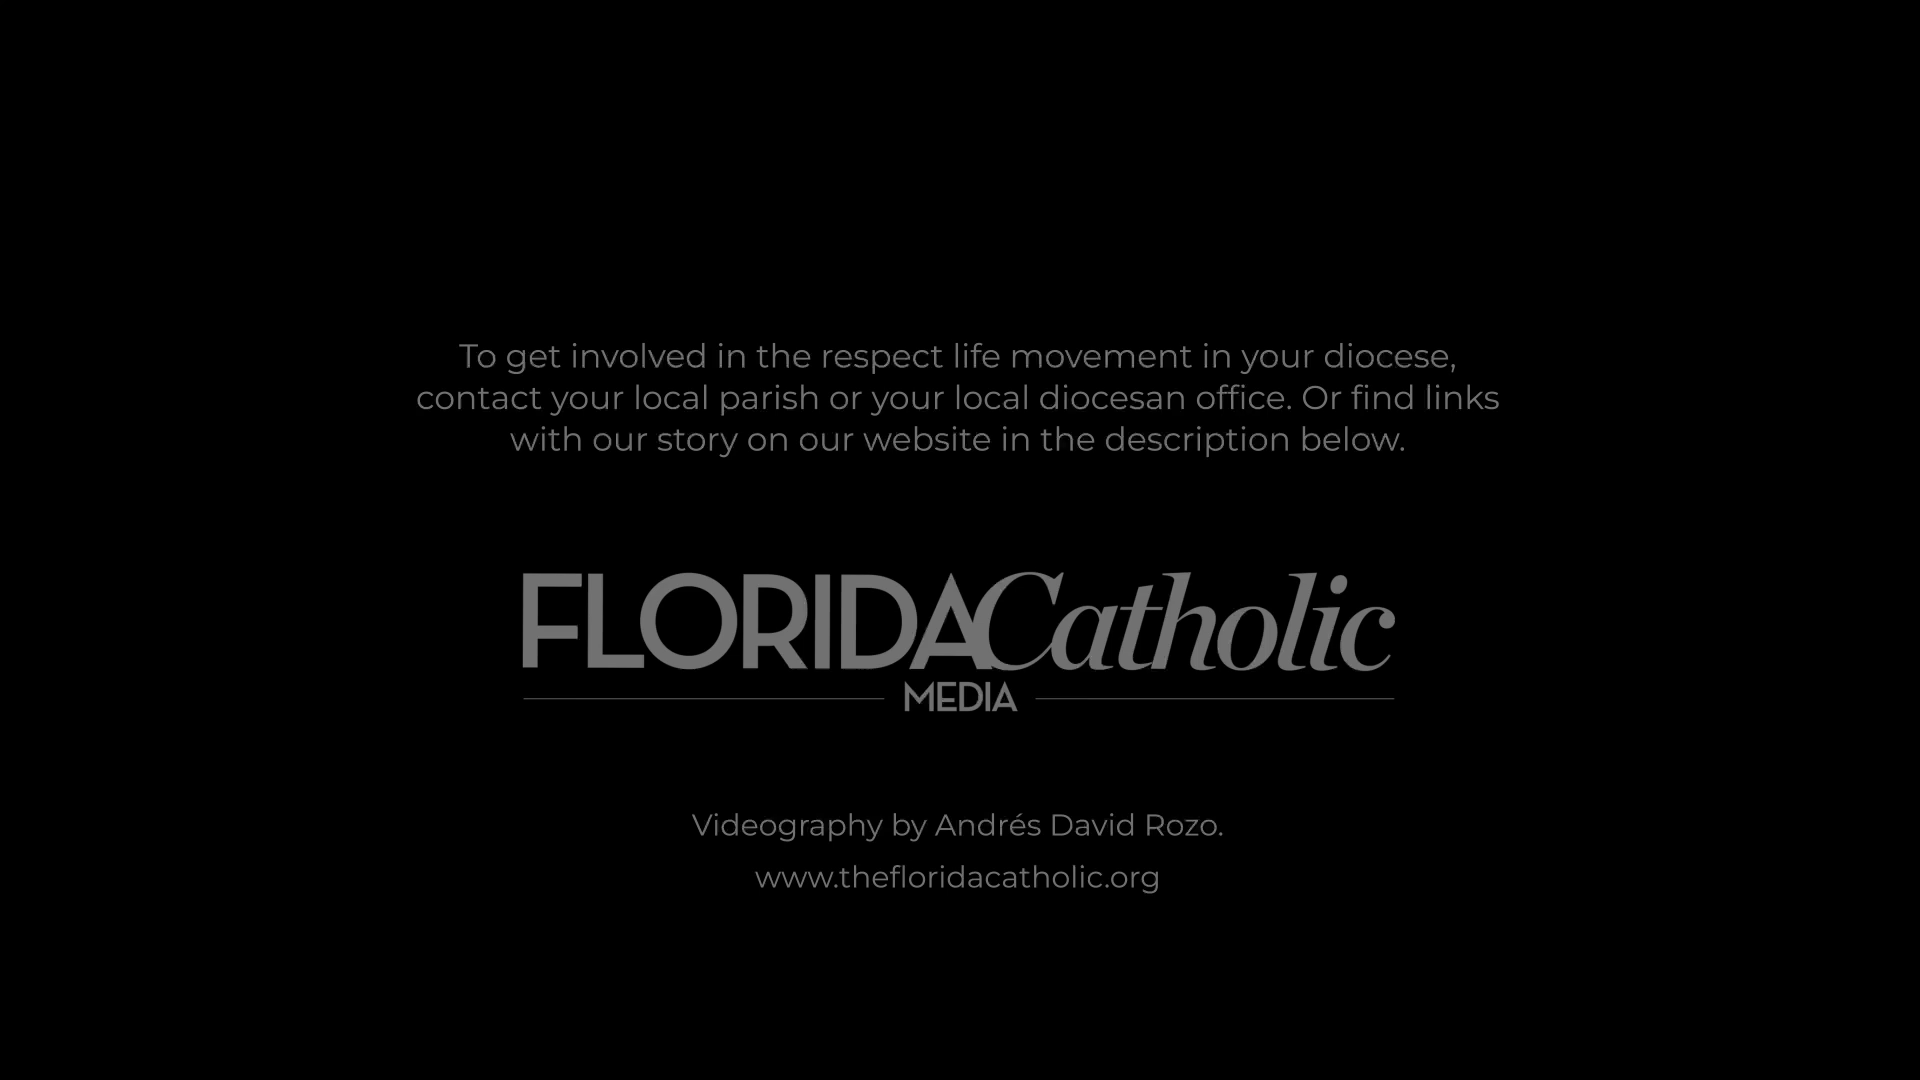 To get involved in the respect life movement in your diocese,
contact your local parish or your local diocesan office. Or find links
with our story on our website in the description below.
FLORIDACatholic
MEDIA
Videography by Andrés David Rozo.
www.thefloridacatholic.org